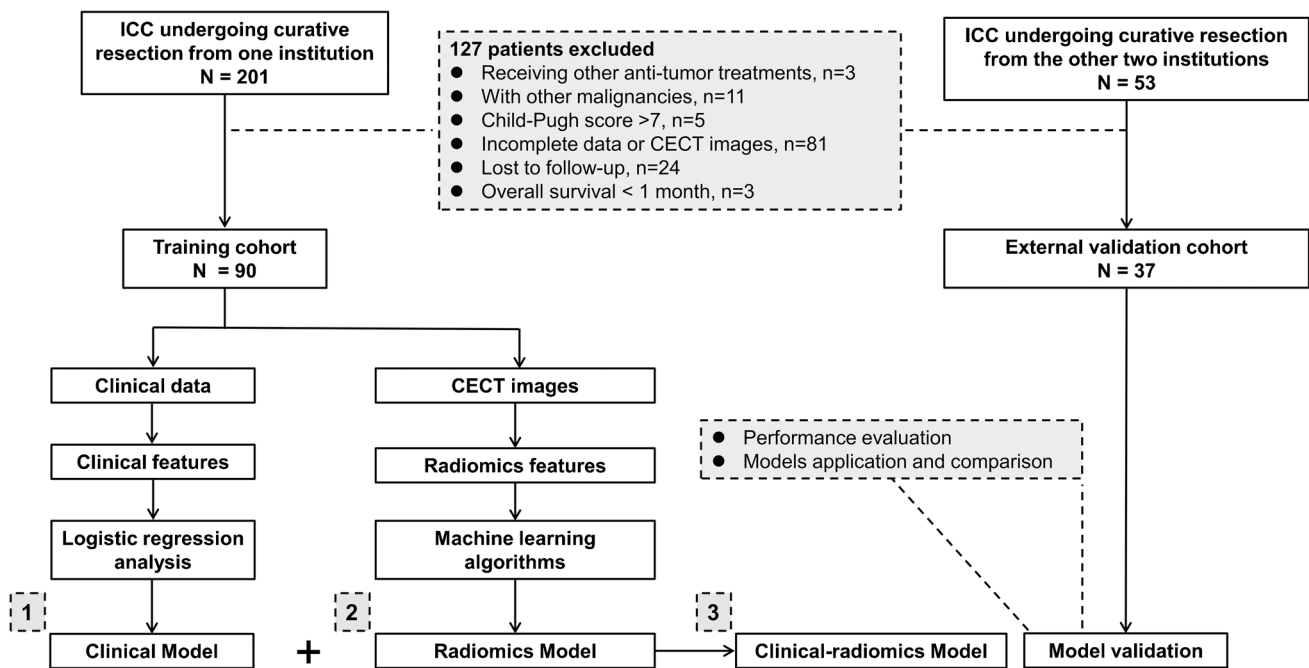 ICC undergoing curative
resection from one institution
N = 201
127 patients excluded
● Receiving other anti-tumor treatments, n=3
● With other malignancies, n=11
● Child-Pugh score >7, n=5
● Incomplete data or CECT images, n=81
● Lost to follow-up, n=24
● Overall survival < 1 month, n=3
ICC undergoing curative resection
from the other two institutions
N = 53
Training cohort
N = 90
External validation cohort
N = 37
Clinical data
CECT images
Clinical features
Radiomics features
● Performance evaluation
● Models application and comparison
Logistic regression
analysis
Machine learning
algorithms
1
2
3
Clinical Model
+
Radiomics Model
Clinical-radiomics Model
Model validation